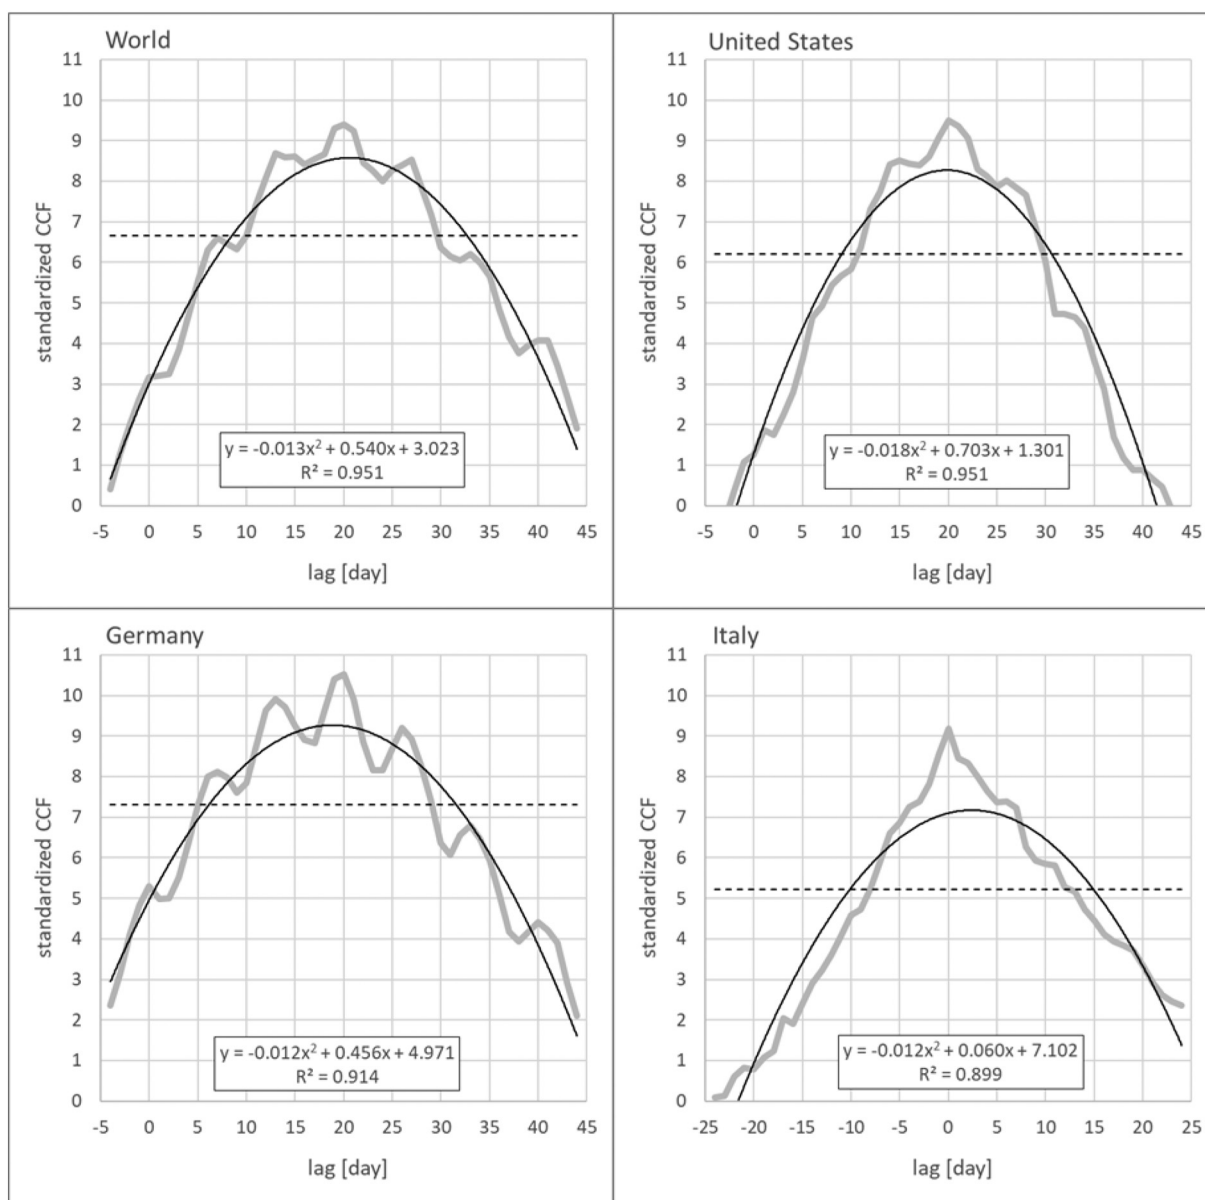 World
11
10
9
8
7
6
5
4
3
2
1
0
standardized CCF
y = -0.013x² + 0.540x + 3.023
R² = 0.951
-5 0 5 10 15 20 25 30 35 40 45
lag [day]
United States
11
10
9
8
7
6
5
4
3
2
1
0
standardized CCF
y = -0.018x² + 0.703x + 1.301
R² = 0.951
-5 0 5 10 15 20 25 30 35 40 45
lag [day]
Germany
11
10
9
8
7
6
5
4
3
2
1
0
standardized CCF
y = -0.012x² + 0.456x + 4.971
R² = 0.914
-5 0 5 10 15 20 25 30 35 40 45
lag [day]
Italy
11
10
9
8
7
6
5
4
3
2
1
0
standardized CCF
y = -0.012x² + 0.060x + 7.102
R² = 0.899
-25 -20 -15 -10 -5 0 5 10 15 20 25
lag [day]